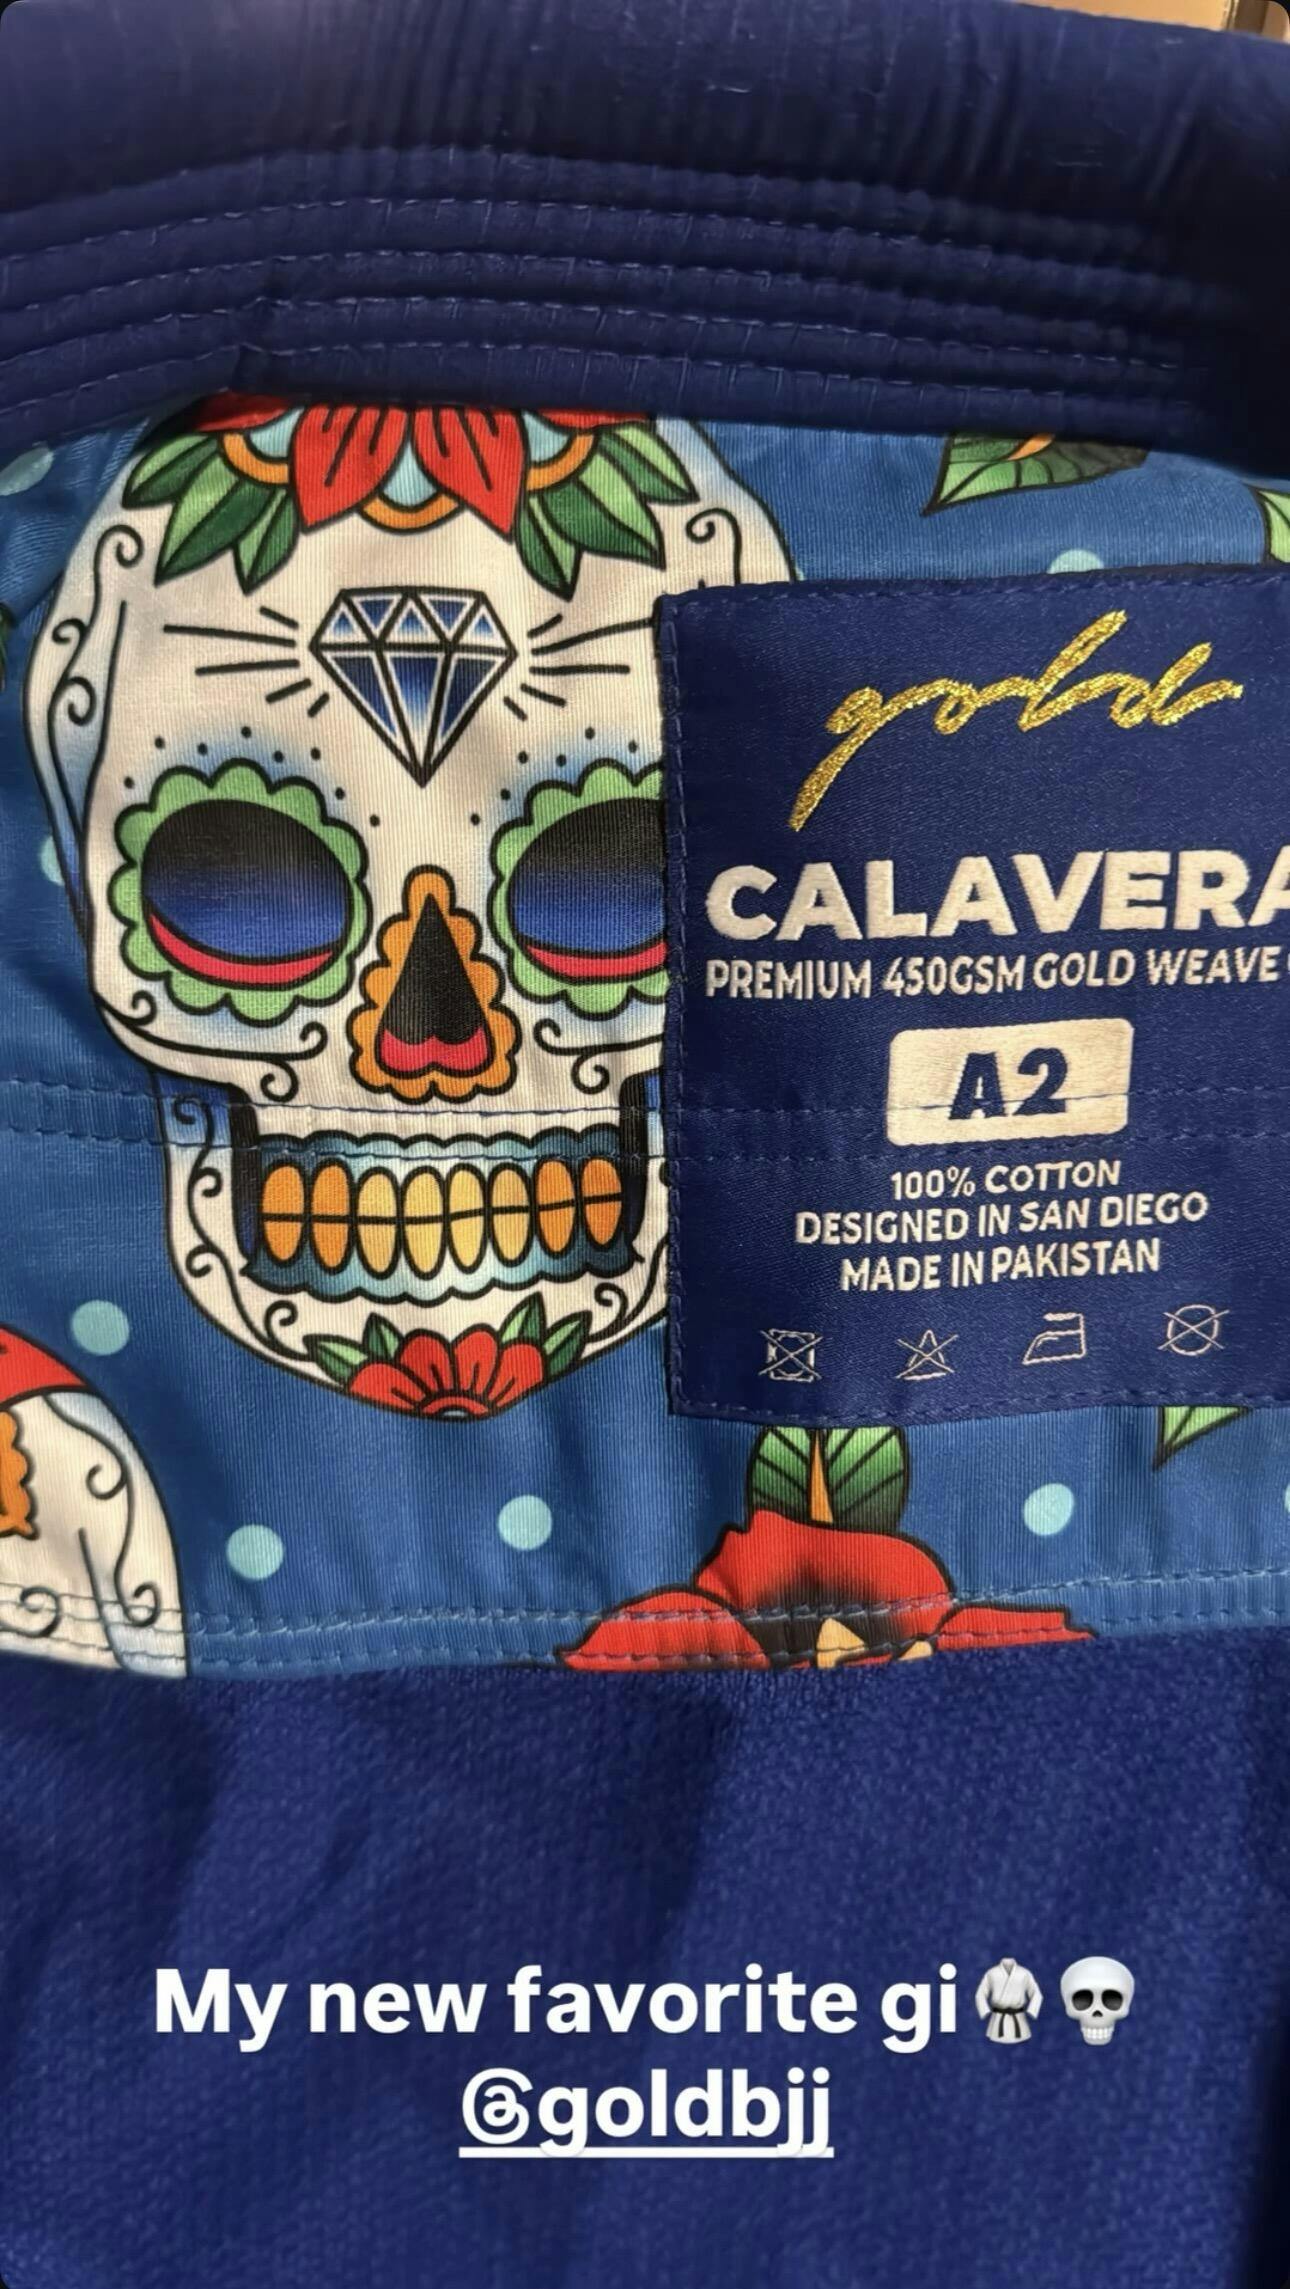 gold
CALAVERA
PREMIUM 450GSM GOLD WEAVE
A2
100% COTTON
DESIGNED IN SAN DIEGO
MADE IN PAKISTAN
My new favorite gi🥋💀
@goldbjj